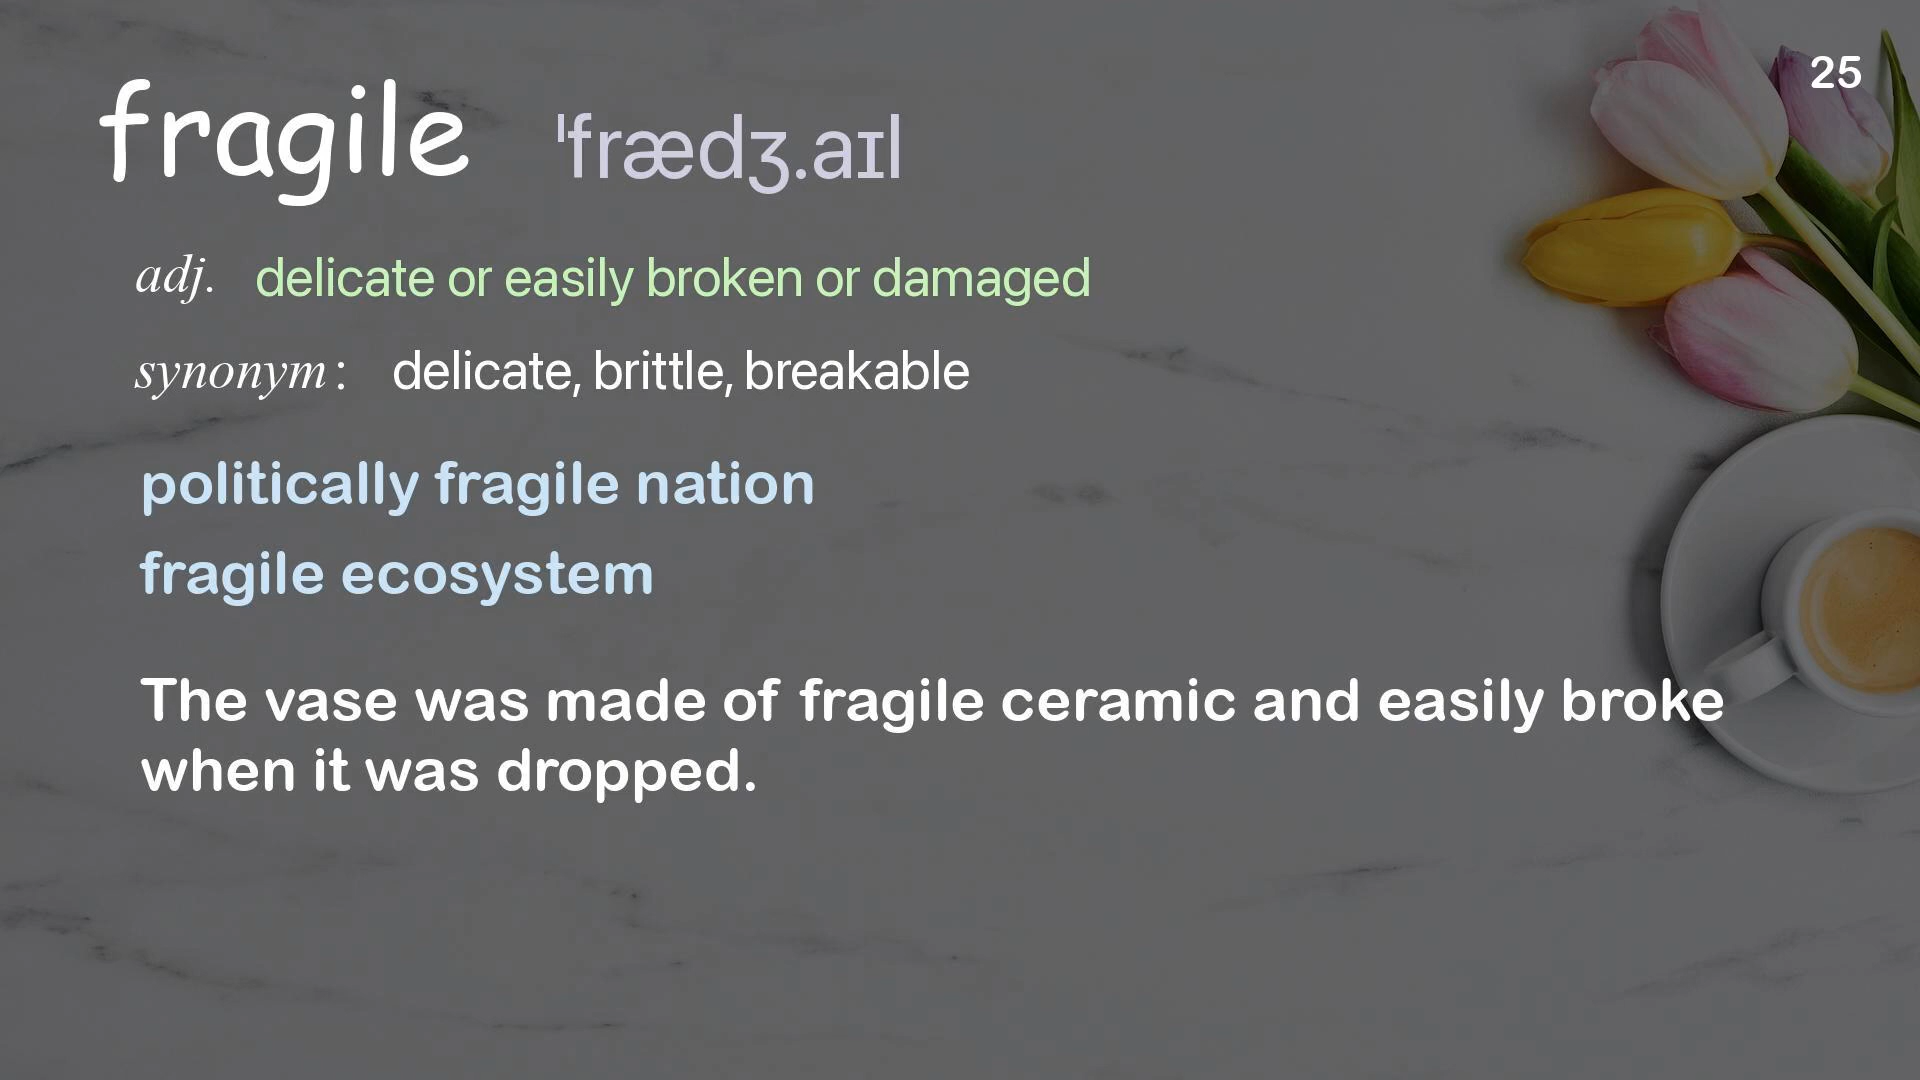 25
fragile ˈfrædʒ.aɪl
adj. delicate or easily broken or damaged
synonym: delicate, brittle, breakable
politically fragile nation
fragile ecosystem
The vase was made of fragile ceramic and easily broke
when it was dropped.